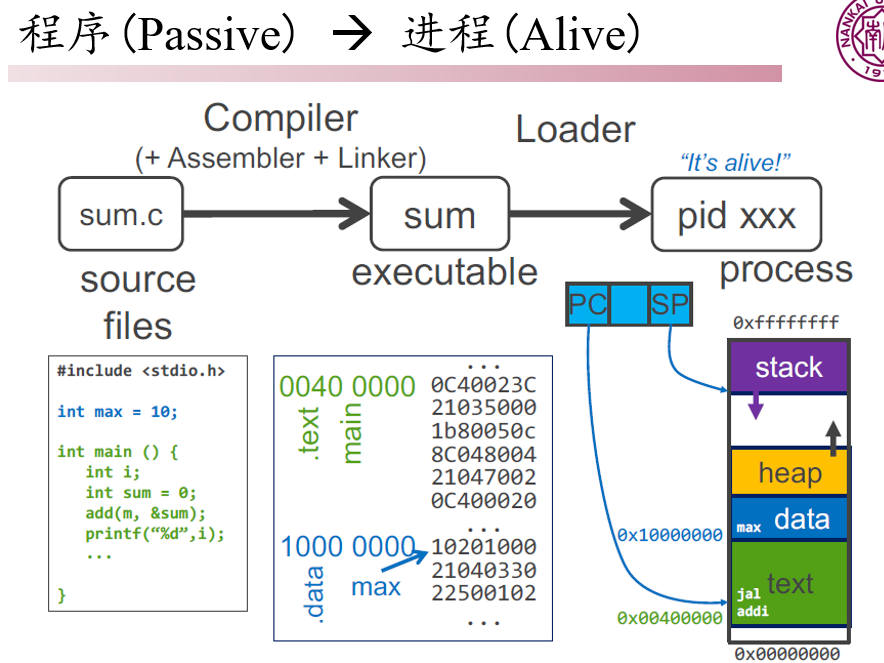 程序(Passive) → 进程(Alive)
NANKAI
Compiler
(+ Assembler + Linker)
Loader
“It’s alive!”
sum.c
sum
pid xxx
source
files
executable
process
PC
SP
0xffffffff
#include <stdio.h>
int max = 10;
int main () {
int i;
int sum = 0;
add(m, &sum);
printf(“%d”,i);
...
}
0040 0000
.text
main
...
0C40023C
21035000
1b80050c
8C048004
21047002
0C400020
...
1000 0000
.data
max
10201000
21040330
22500102
...
stack
heap
max data
0x10000000
text
jal
addi
0x00400000
0x00000000